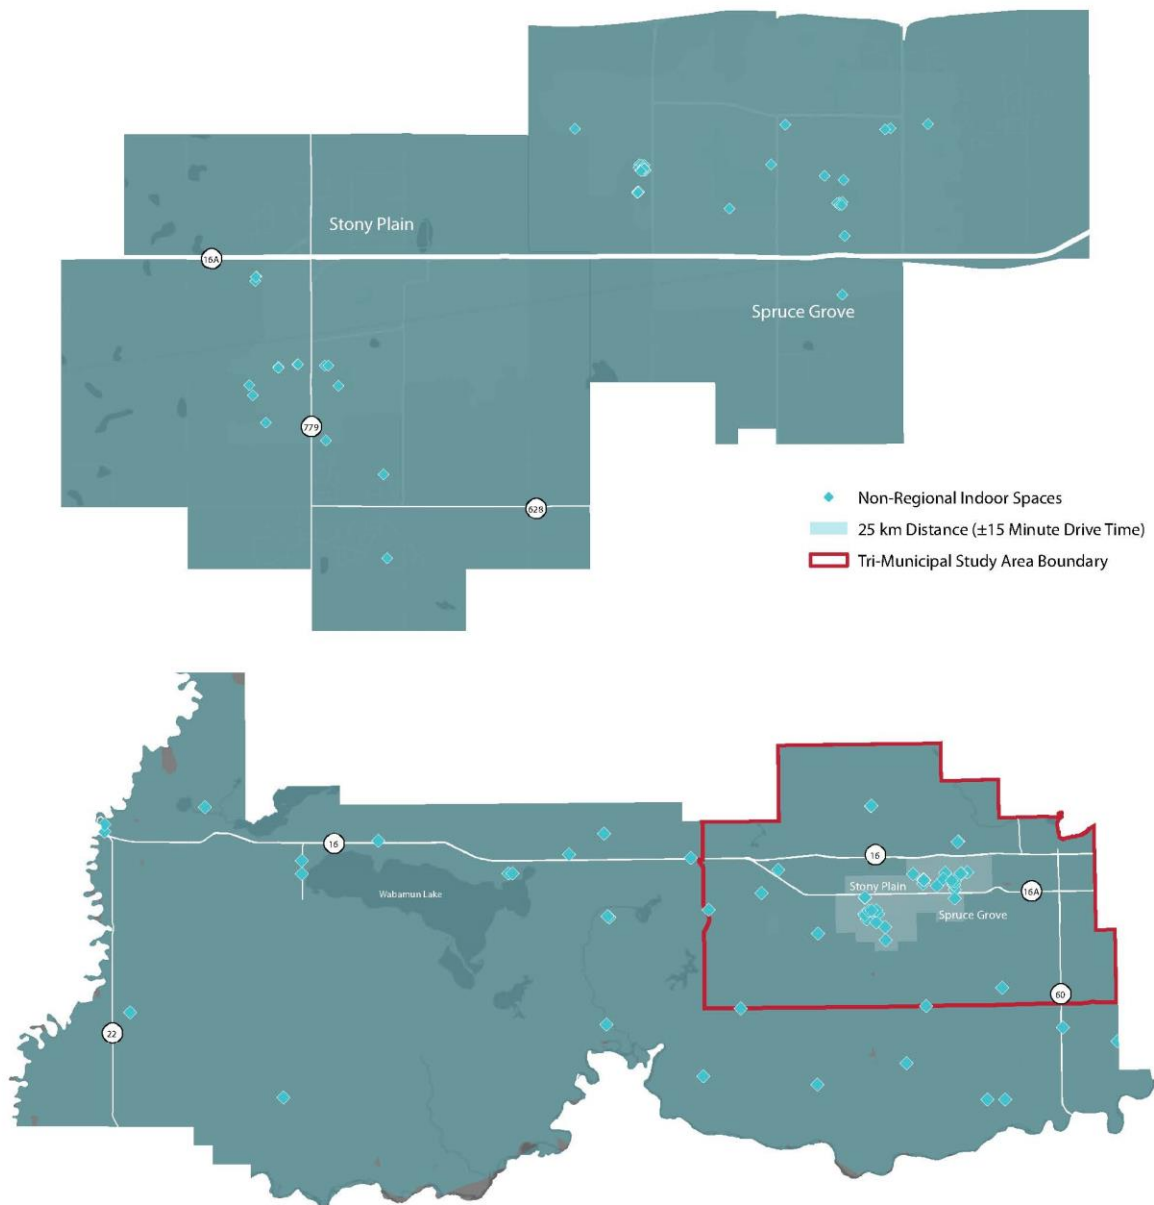 Stony Plain
16A
Spruce Grove
779
628
Non-Regional Indoor Spaces
25 km Distance (±15 Minute Drive Time)
Tri-Municipal Study Area Boundary
16
16
Wabamun Lake
Stony Plain
16A
Spruce Grove
60
22